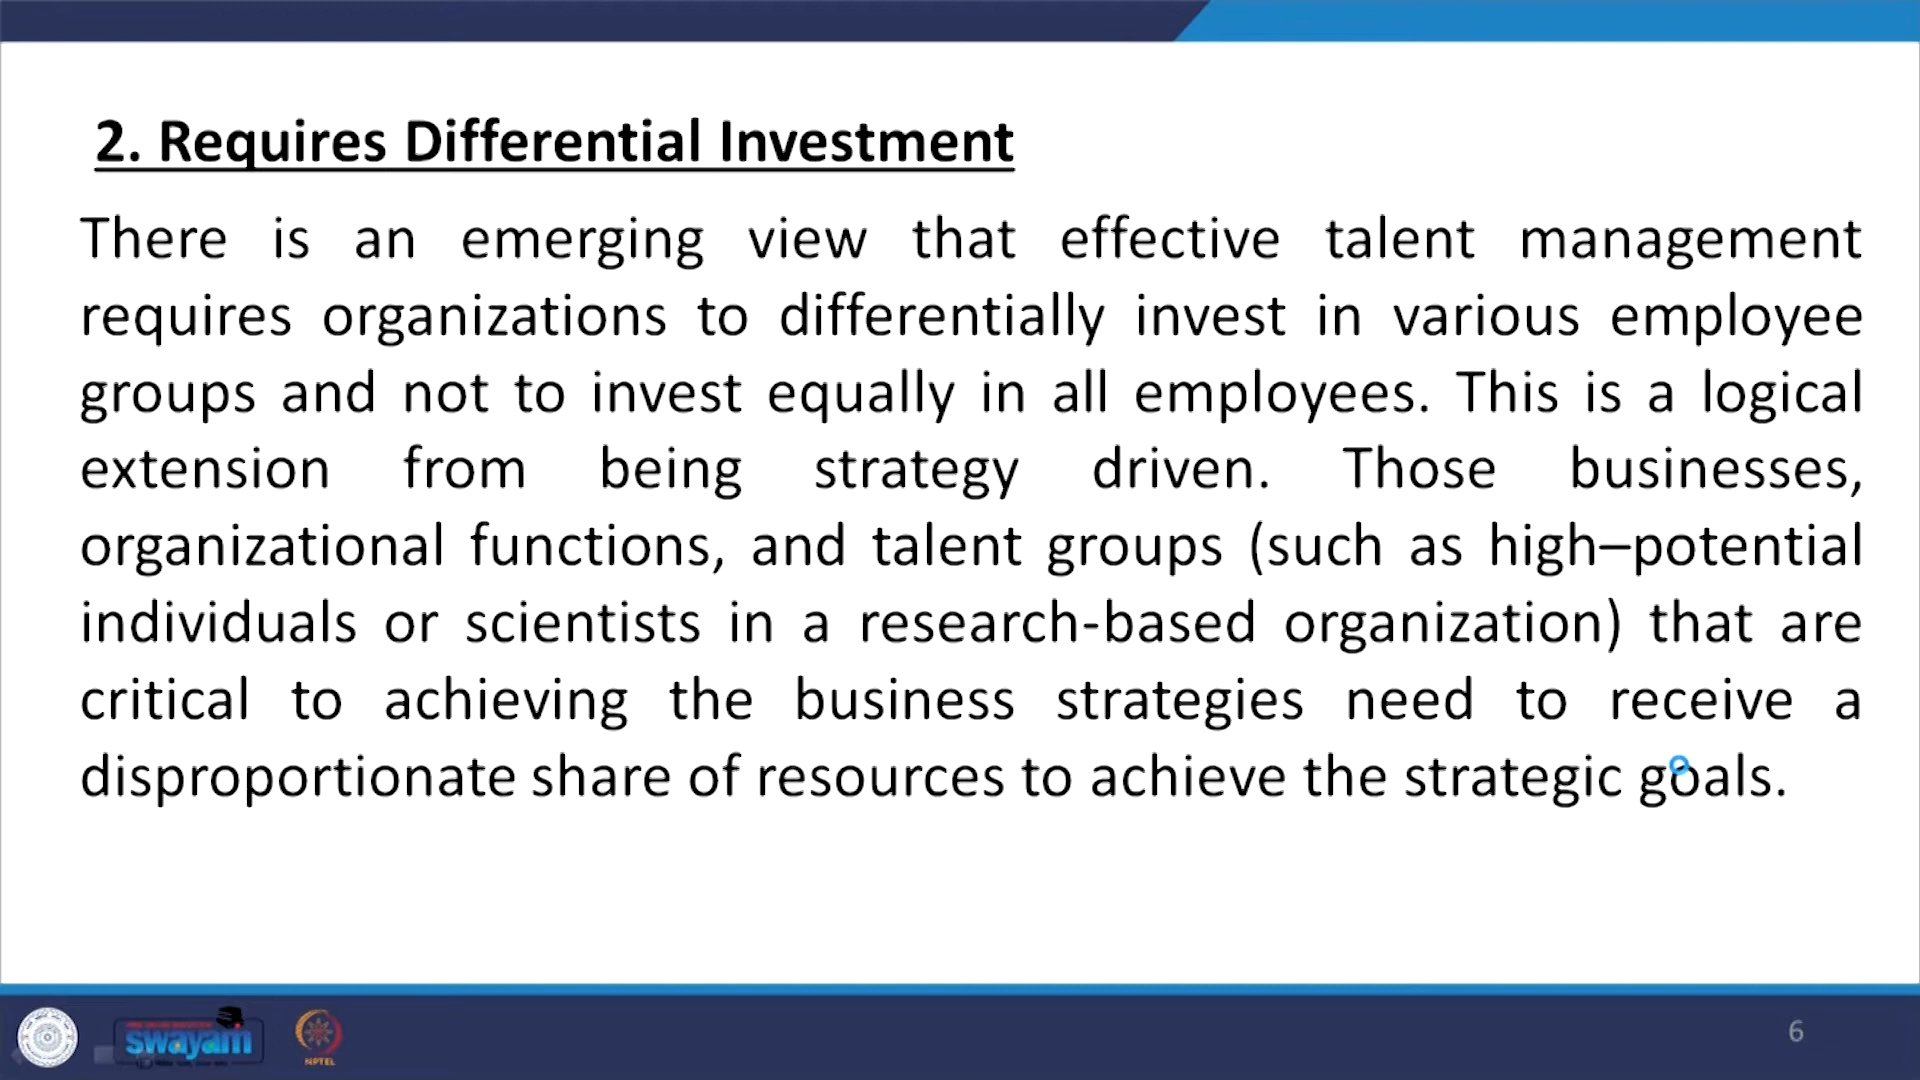 2. Requires Differential Investment
There is an emerging view that effective talent management
requires organizations to differentially invest in various employee
groups and not to invest equally in all employees. This is a logical
extension from being strategy driven. Those businesses,
organizational functions, and talent groups (such as high–potential
individuals or scientists in a research-based organization) that are
critical to achieving the business strategies need to receive a
disproportionate share of resources to achieve the strategic goals.
swayam
NPTEL
6